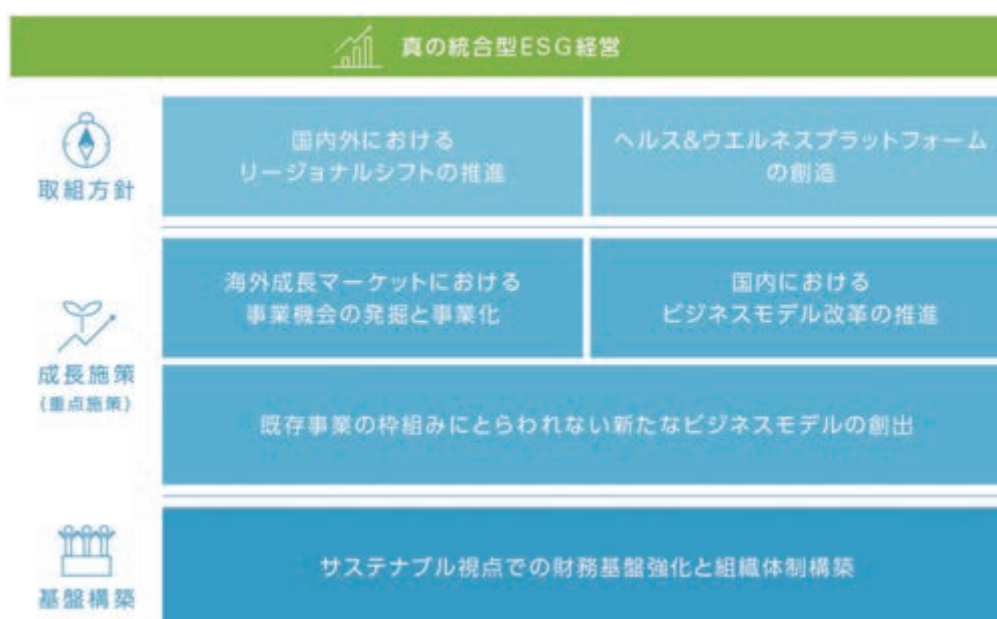 真の統合型ESG経営
取組方針
国内外における
リージョナルシフトの推進
ヘルス&ウエルネスプラットフォーム
の創造
成長施策
(重点施策)
海外成長マーケットにおける
事業機会の発掘と事業化
国内における
ビジネスモデル改革の推進
既存事業の枠組みにとらわれない新たなビジネスモデルの創出
基盤構築
サステナブル視点での財務基盤強化と組織体制構築